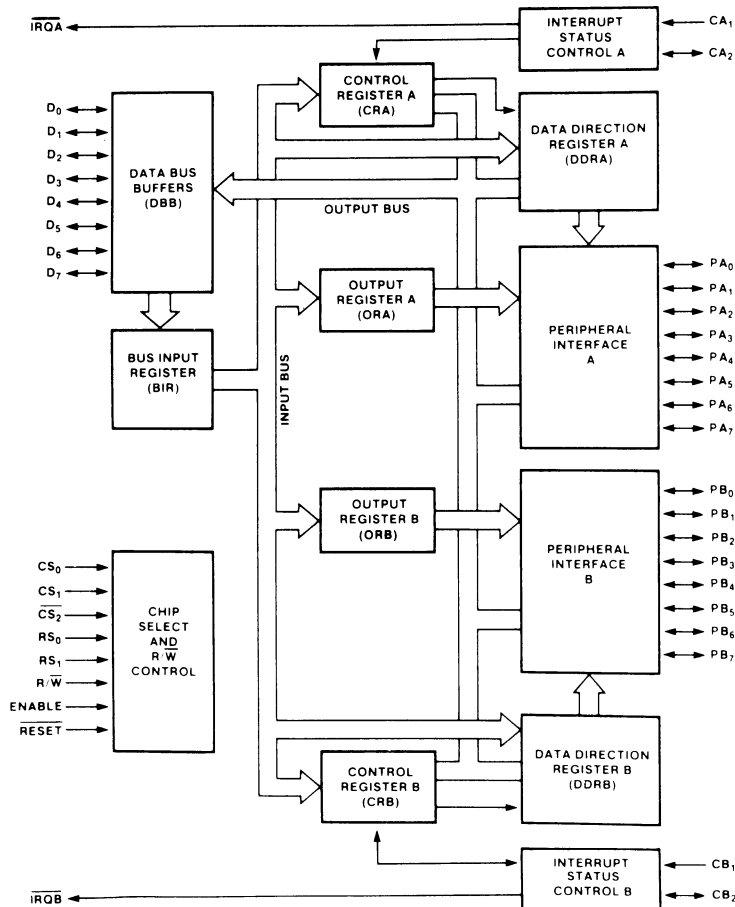 IRQA
INTERRUPT
STATUS
CONTROL A
CA1
CA2
CONTROL
REGISTER A
(CRA)
D0
D1
D2
D3
D4
D5
D6
D7
DATA BUS
BUFFERS
(DBB)
DATA DIRECTION
REGISTER A
(DDRA)
OUTPUT BUS
OUTPUT
REGISTER A
(ORA)
PERIPHERAL
INTERFACE
A
PA0
PA1
PA2
PA3
PA4
PA5
PA6
PA7
BUS INPUT
REGISTER
(BIR)
INPUT BUS
OUTPUT
REGISTER B
(ORB)
PERIPHERAL
INTERFACE
B
PB0
PB1
PB2
PB3
PB4
PB5
PB6
PB7
CS0
CS1
CS2
RS0
RS1
R/W
ENABLE
RESET
CHIP
SELECT
AND
R/W
CONTROL
CONTROL
REGISTER B
(CRB)
DATA DIRECTION
REGISTER B
(DDRB)
INTERRUPT
STATUS
CONTROL B
CB1
CB2
IRQB